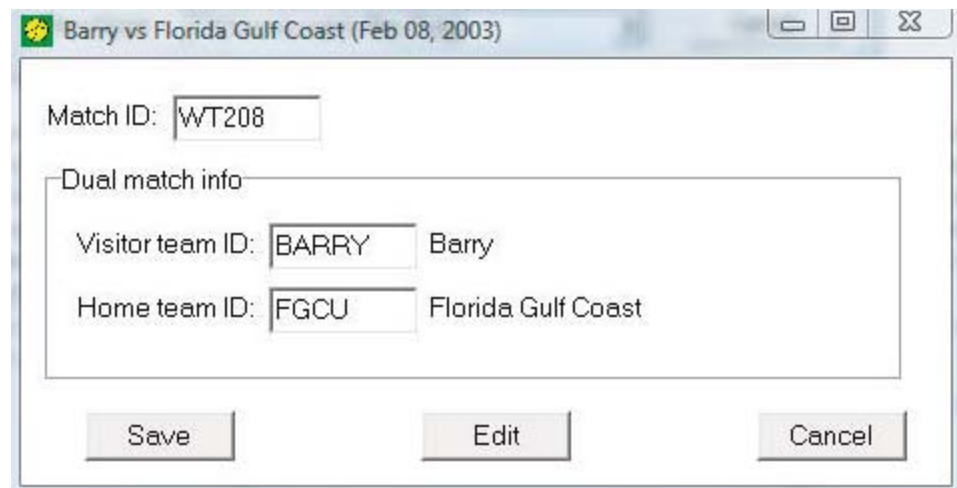 Barry vs Florida Gulf Coast (Feb 08, 2003)
Match ID: WT208
Dual match info
Visitor team ID: BARRY Barry
Home team ID: FGCU Florida Gulf Coast
Save Edit Cancel